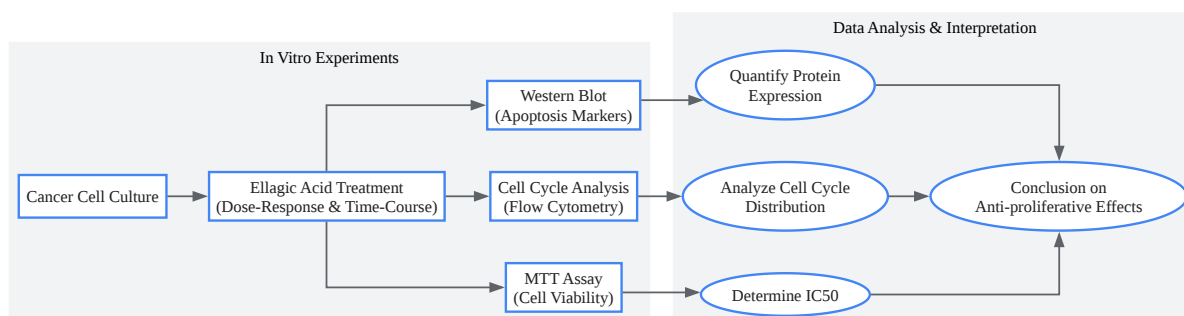 In Vitro Experiments
Data Analysis & Interpretation
Cancer Cell Culture
Ellagic Acid Treatment
(Dose-Response & Time-Course)
Western Blot
(Apoptosis Markers)
Cell Cycle Analysis
(Flow Cytometry)
MTT Assay
(Cell Viability)
Quantify Protein
Expression
Analyze Cell Cycle
Distribution
Determine IC50
Conclusion on
Anti-proliferative Effects